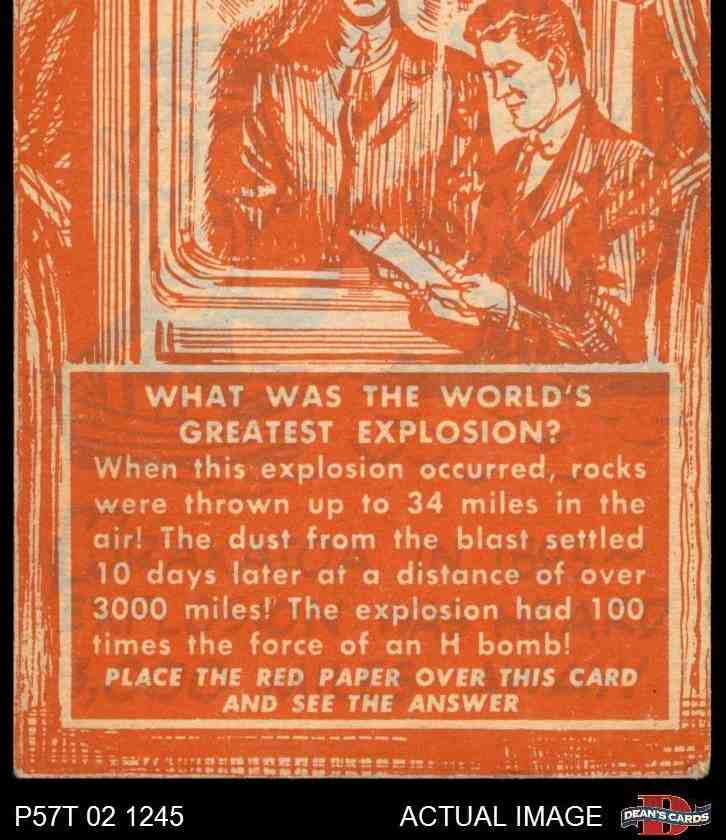 WHAT WAS THE WORLD'S
GREATEST EXPLOSION?
When this explosion occurred, rocks
were thrown up to 34 miles in the
air! The dust from the blast settled
10 days later at a distance of over
3000 miles! The explosion had 100
times the force of an H bomb!
PLACE THE RED PAPER OVER THIS CARD
AND SEE THE ANSWER
P57T 02 1245
ACTUAL IMAGE
DEAN'S CARDS